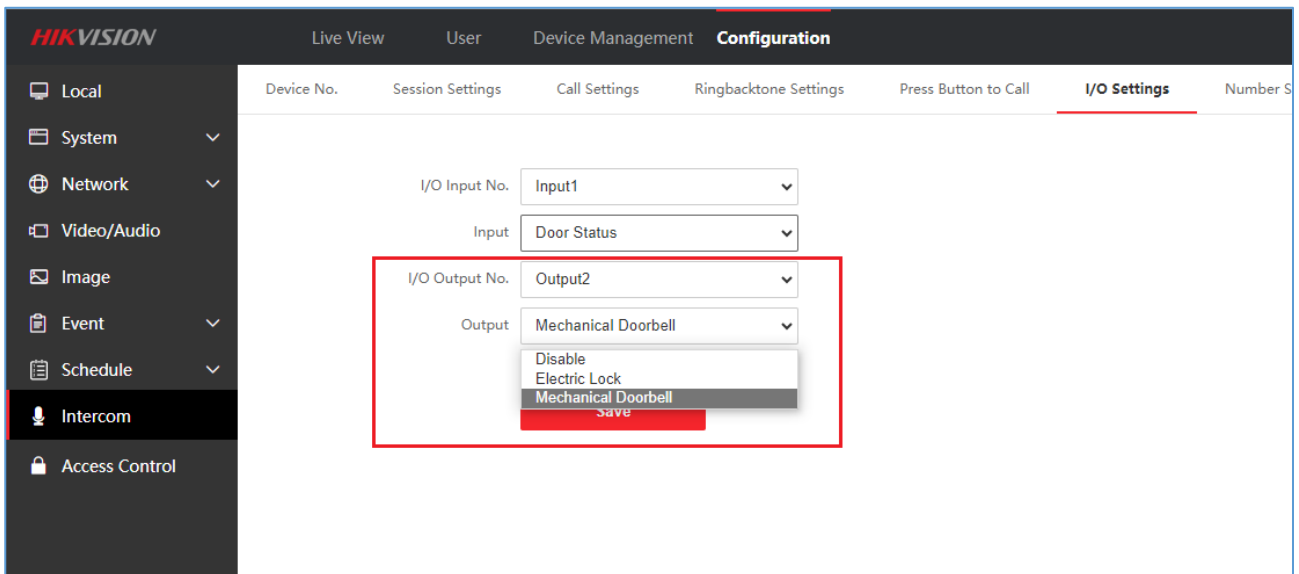 HIKVISION Live View User Device Management Configuration
Local
System
Network
Video/Audio
Image
Event
Schedule
Intercom
Access Control
Device No. Session Settings Call Settings Ringbacktone Settings Press Button to Call I/O Settings Number S
I/O Input No. Input1
Input Door Status
I/O Output No. Output2
Output Mechanical Doorbell
Disable
Electric Lock
Mechanical Doorbell
Save